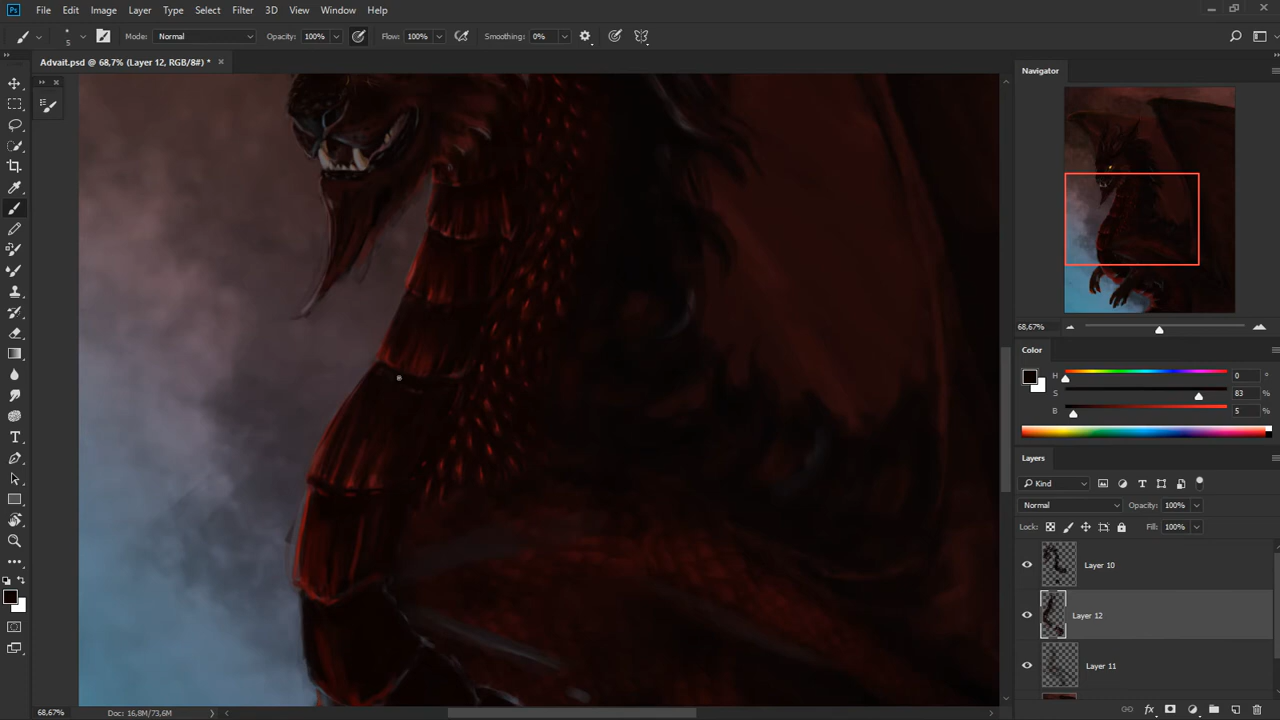 Ps File Edit Image Layer Type Select Filter 3D View Window Help
5 Mode: Normal Opacity: 100% Flow: 100% Smoothing: 0%
Advait.psd @ 68,7% (Layer 12, RGB/8#) * ×
Navigator
68,67%
Color
H 0 °
S 83 %
B 5 %
Layers
Kind
Normal Opacity: 100%
Lock: Fill: 100%
Layer 10
Layer 12
Layer 11
68,67% Doc: 16,8M/73,6M